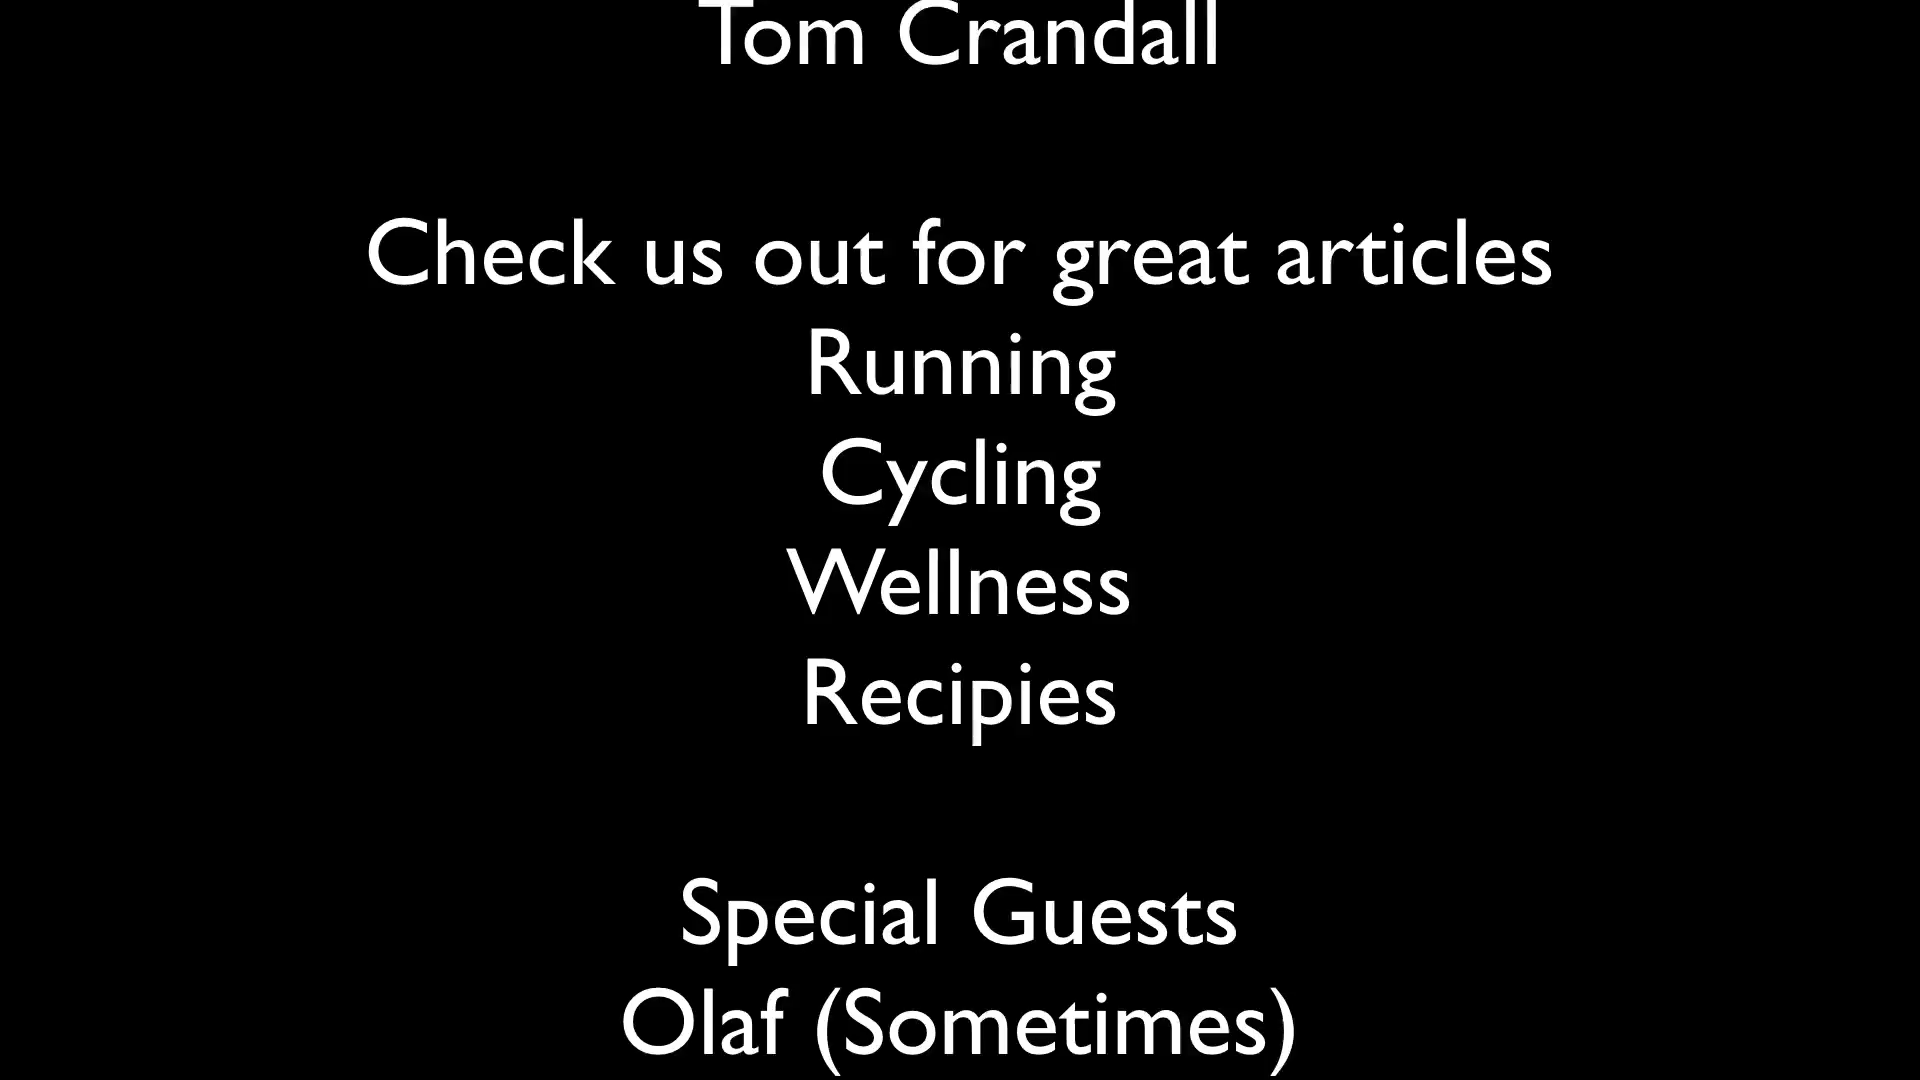 Tom Crandall
Check us out for great articles
Running
Cycling
Wellness
Recipies
Special Guests
Olaf (Sometimes)